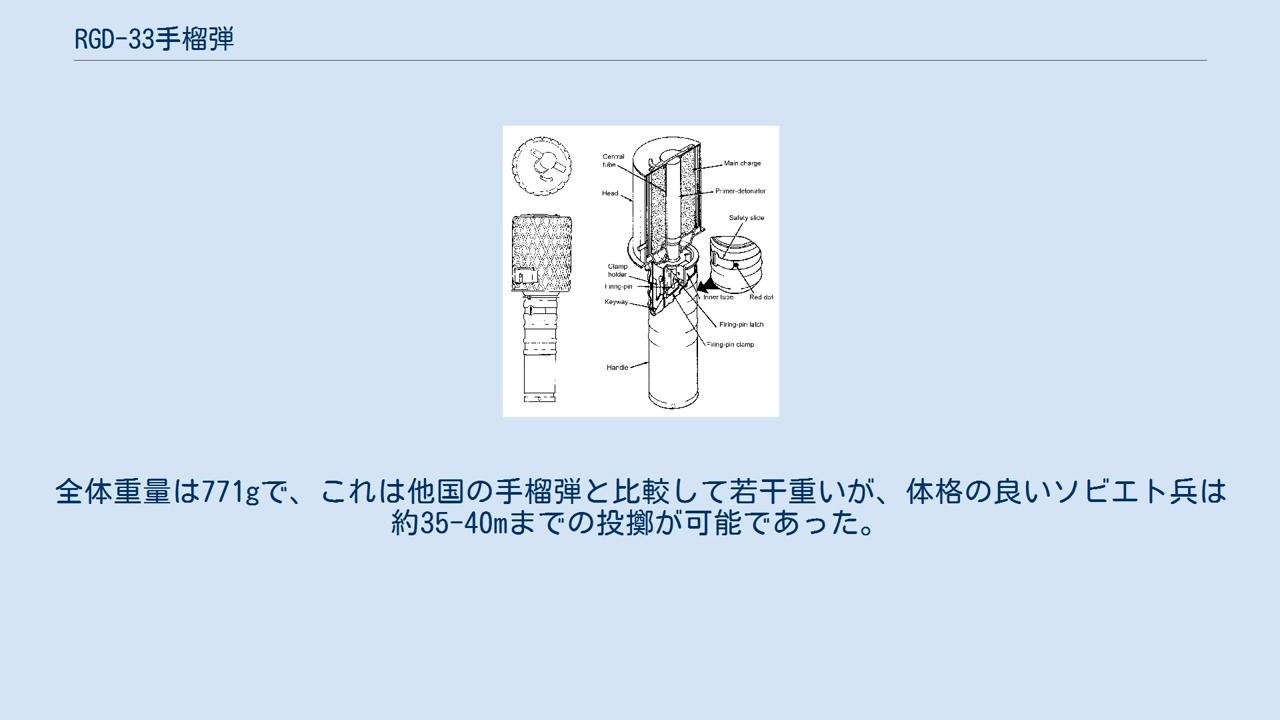 RGD-33手榴弾
Central
tube
Main charge
Head
Primer-detonator
Safety slide
Clamp
holder
Firing-pin
Keyway
Inner tube
Red dot
Firing-pin latch
Firing-pin clamp
Handle
全体重量は771gで、これは他国の手榴弾と比較して若干重いが、体格の良いソビエト兵は
約35-40mまでの投擲が可能であった。